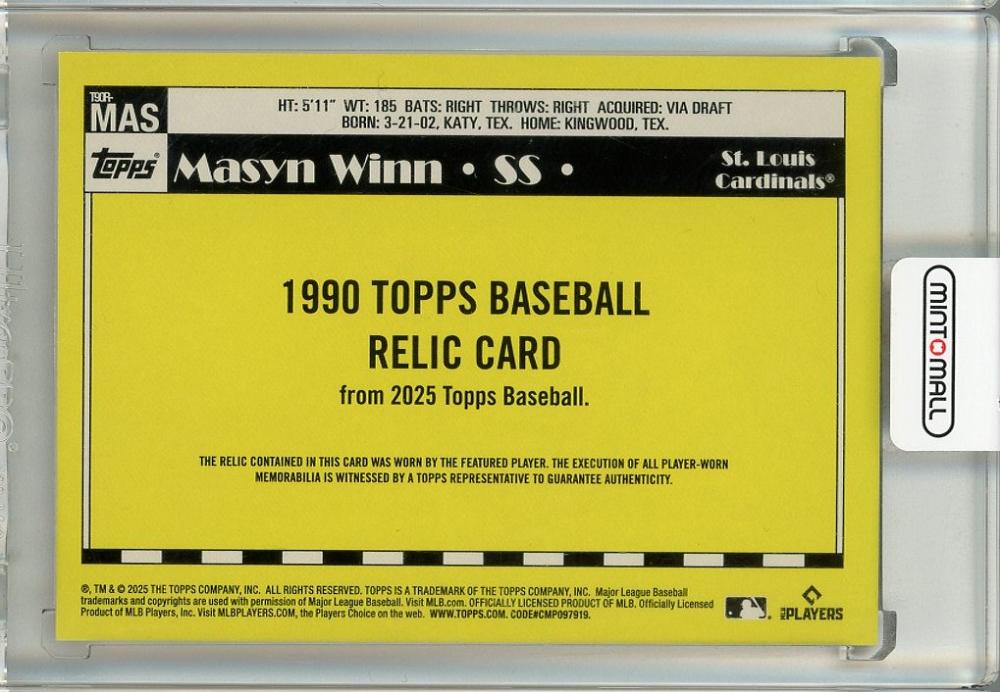 T90R-
MAS
HT: 5'11" WT: 185 BATS: RIGHT THROWS: RIGHT ACQUIRED: VIA DRAFT
BORN: 3-21-02, KATY, TEX. HOME: KINGWOOD, TEX.
Topps®
Masyn Winn • SS •
St. Louis
Cardinals®
1990 TOPPS BASEBALL
RELIC CARD
from 2025 Topps Baseball.
THE RELIC CONTAINED IN THIS CARD WAS WORN BY THE FEATURED PLAYER. THE EXECUTION OF ALL PLAYER-WORN
MEMORABILIA IS WITNESSED BY A TOPPS REPRESENTATIVE TO GUARANTEE AUTHENTICITY.
®, TM & © 2025 THE TOPPS COMPANY, INC. ALL RIGHTS RESERVED. TOPPS IS A TRADEMARK OF THE TOPPS COMPANY, INC. Major League Baseball
trademarks and copyrights are used with permission of Major League Baseball. Visit MLB.com. OFFICIALLY LICENSED PRODUCT OF MLB. Officially Licensed
Product of MLB Players, Inc. Visit MLBPLAYERS.COM, the Players Choice on the web. WWW.TOPPS.COM. CODE#CMP097919.
MLB PLAYERS
MINT MALL